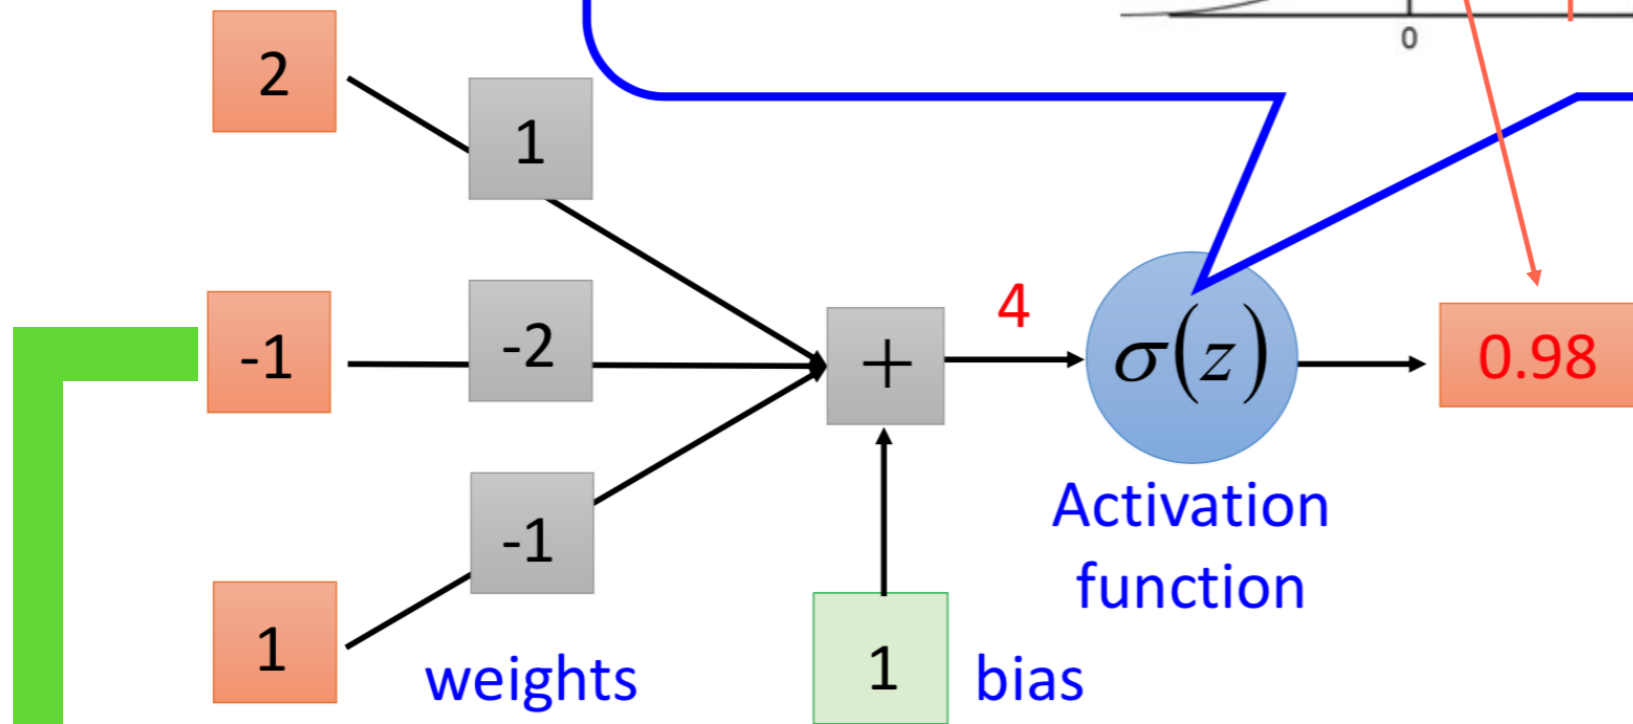 0
2
1
-1
-2
+
4
σ(z)
0.98
-1
1
Activation
function
weights
1
bias